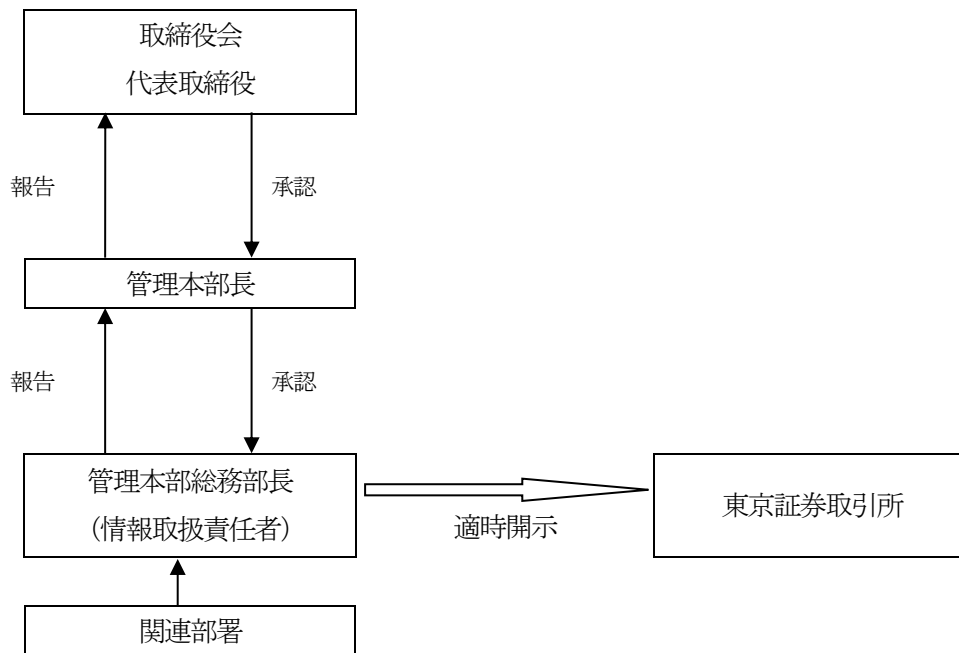 取締役会
代表取締役
報告
承認
管理本部長
報告
承認
管理本部総務部長
（情報取扱責任者）
適時開示
東京証券取引所
関連部署